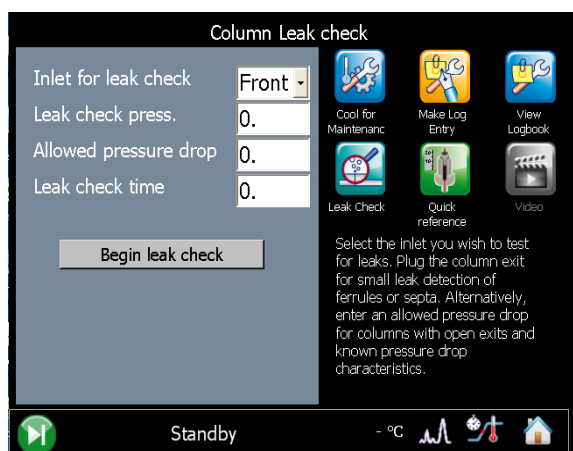 Column Leak check
Inlet for leak check
Front
Leak check press.
0.
Allowed pressure drop
0.
Leak check time
0.
Begin leak check
Cool for
Maintenanc
Make Log
Entry
View
Logbook
Leak Check
Quick
reference
Video
Select the inlet you wish to test
for leaks. Plug the column exit
for small leak detection of
ferrules or septa. Alternatively,
enter an allowed pressure drop
for columns with open exits and
known pressure drop
characteristics.
Standby
- °C